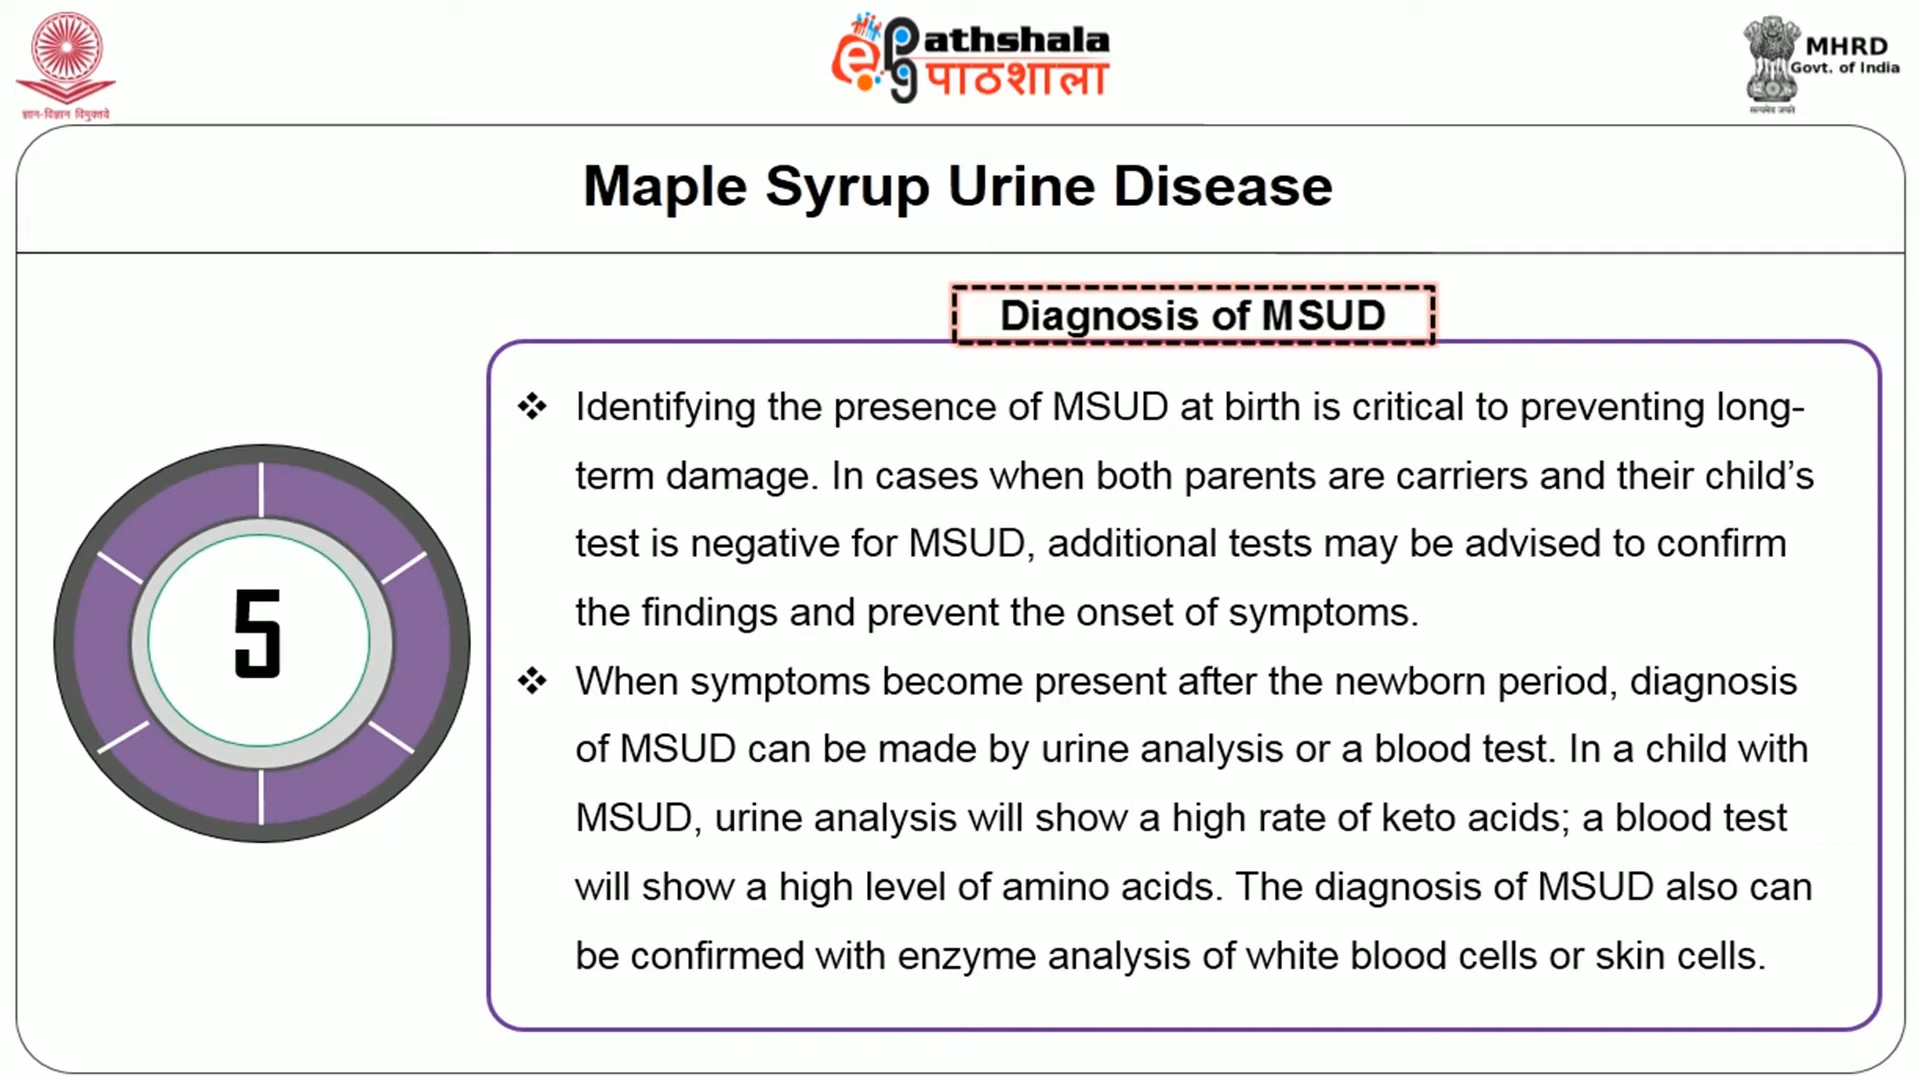 ज्ञान-विज्ञान विमुक्तये
e pg athshala
पाठशाला
MHRD
Govt. of India
सत्यमेव जयते
Maple Syrup Urine Disease
Diagnosis of MSUD
5
❖ Identifying the presence of MSUD at birth is critical to preventing long-
term damage. In cases when both parents are carriers and their child’s
test is negative for MSUD, additional tests may be advised to confirm
the findings and prevent the onset of symptoms.
❖ When symptoms become present after the newborn period, diagnosis
of MSUD can be made by urine analysis or a blood test. In a child with
MSUD, urine analysis will show a high rate of keto acids; a blood test
will show a high level of amino acids. The diagnosis of MSUD also can
be confirmed with enzyme analysis of white blood cells or skin cells.